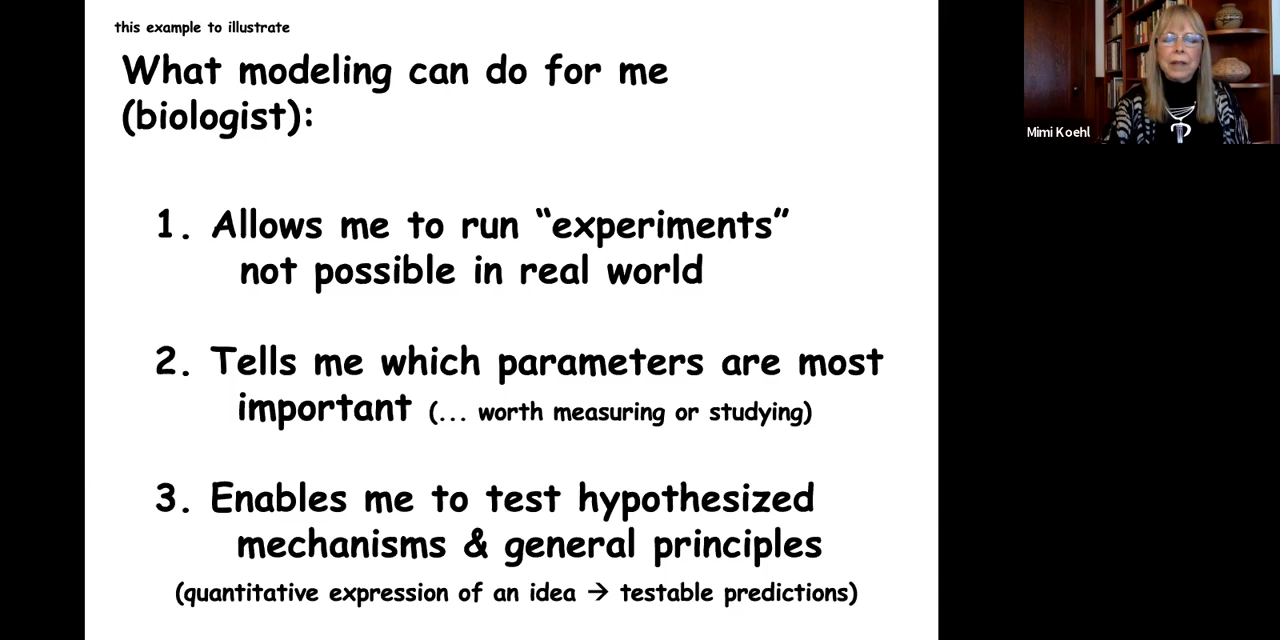 this example to illustrate
What modeling can do for me
(biologist):
1. Allows me to run “experiments”
not possible in real world
2. Tells me which parameters are most
important (... worth measuring or studying)
3. Enables me to test hypothesized
mechanisms & general principles
(quantitative expression of an idea → testable predictions)
Mimi Koehl